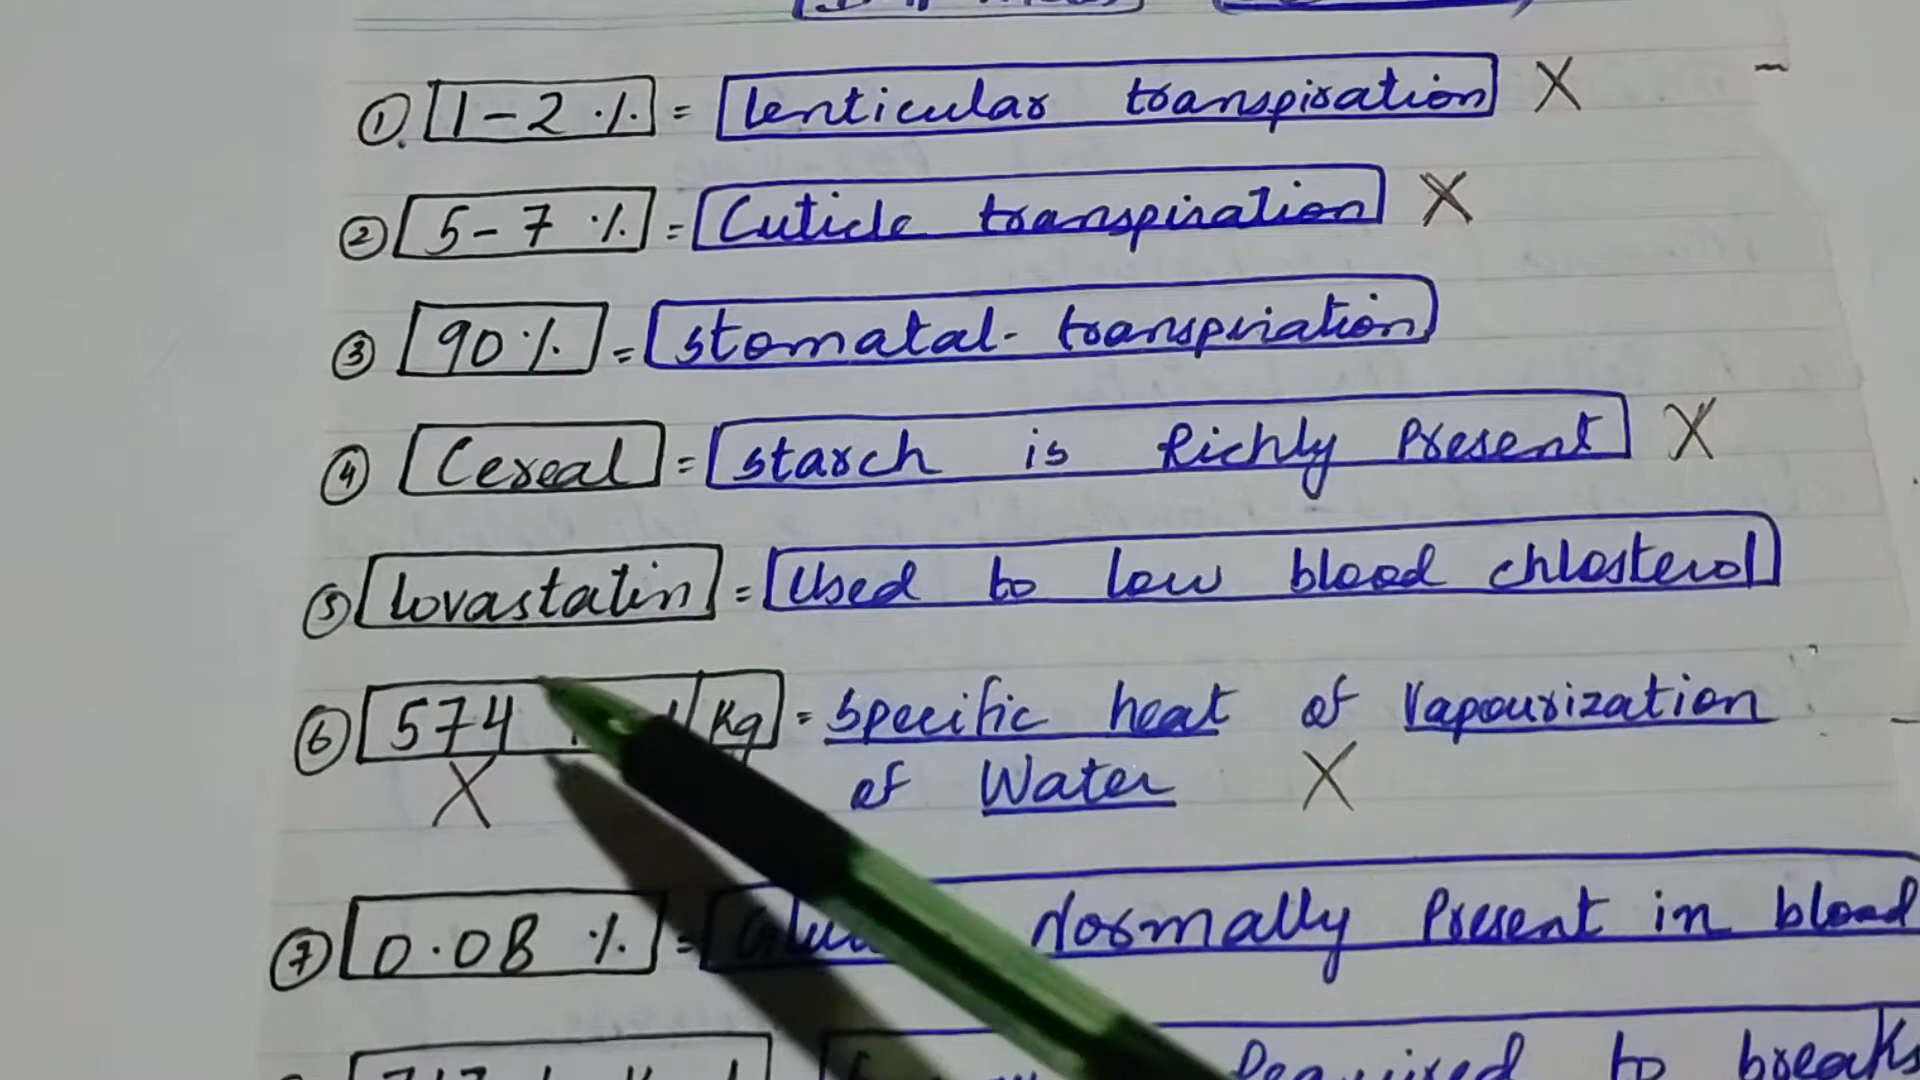 ① 1-2 % = lenticular transpiration X
② 5-7 % = Cuticle transpiration X
③ 90 % = stomatal- transpriation
④ Cereal = starch is Richly Present X
⑤ lovastatin = Used to low blood chlosterol
⑥ 574 Kg = Specific heat of Vapourization
X of Water X
⑦ 0.08 % = Normally Present in blood
Required to breaks